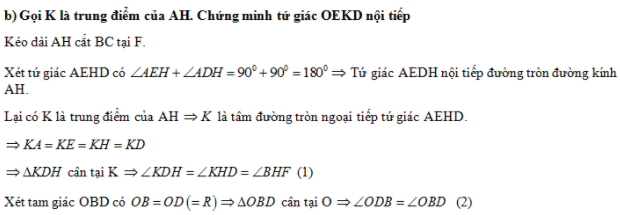 b) Gọi K là trung điểm của AH. Chứng minh tứ giác OEKD nội tiếp
Kéo dài AH cắt BC tại F.
Xét tứ giác AEHD có ∠AEH + ∠ADH = 90⁰ + 90⁰ = 180⁰ ⇒ Tứ giác AEDH nội tiếp đường tròn đường kính
AH.
Lại có K là trung điểm của AH ⇒ K là tâm đường tròn ngoại tiếp tứ giác AEHD.
⇒ KA = KE = KH = KD
⇒ ΔKDH cân tại K ⇒ ∠KDH = ∠KHD = ∠BHF (1)
Xét tam giác OBD có OB = OD (= R) ⇒ ΔOBD cân tại O ⇒ ∠ODB = ∠OBD (2)